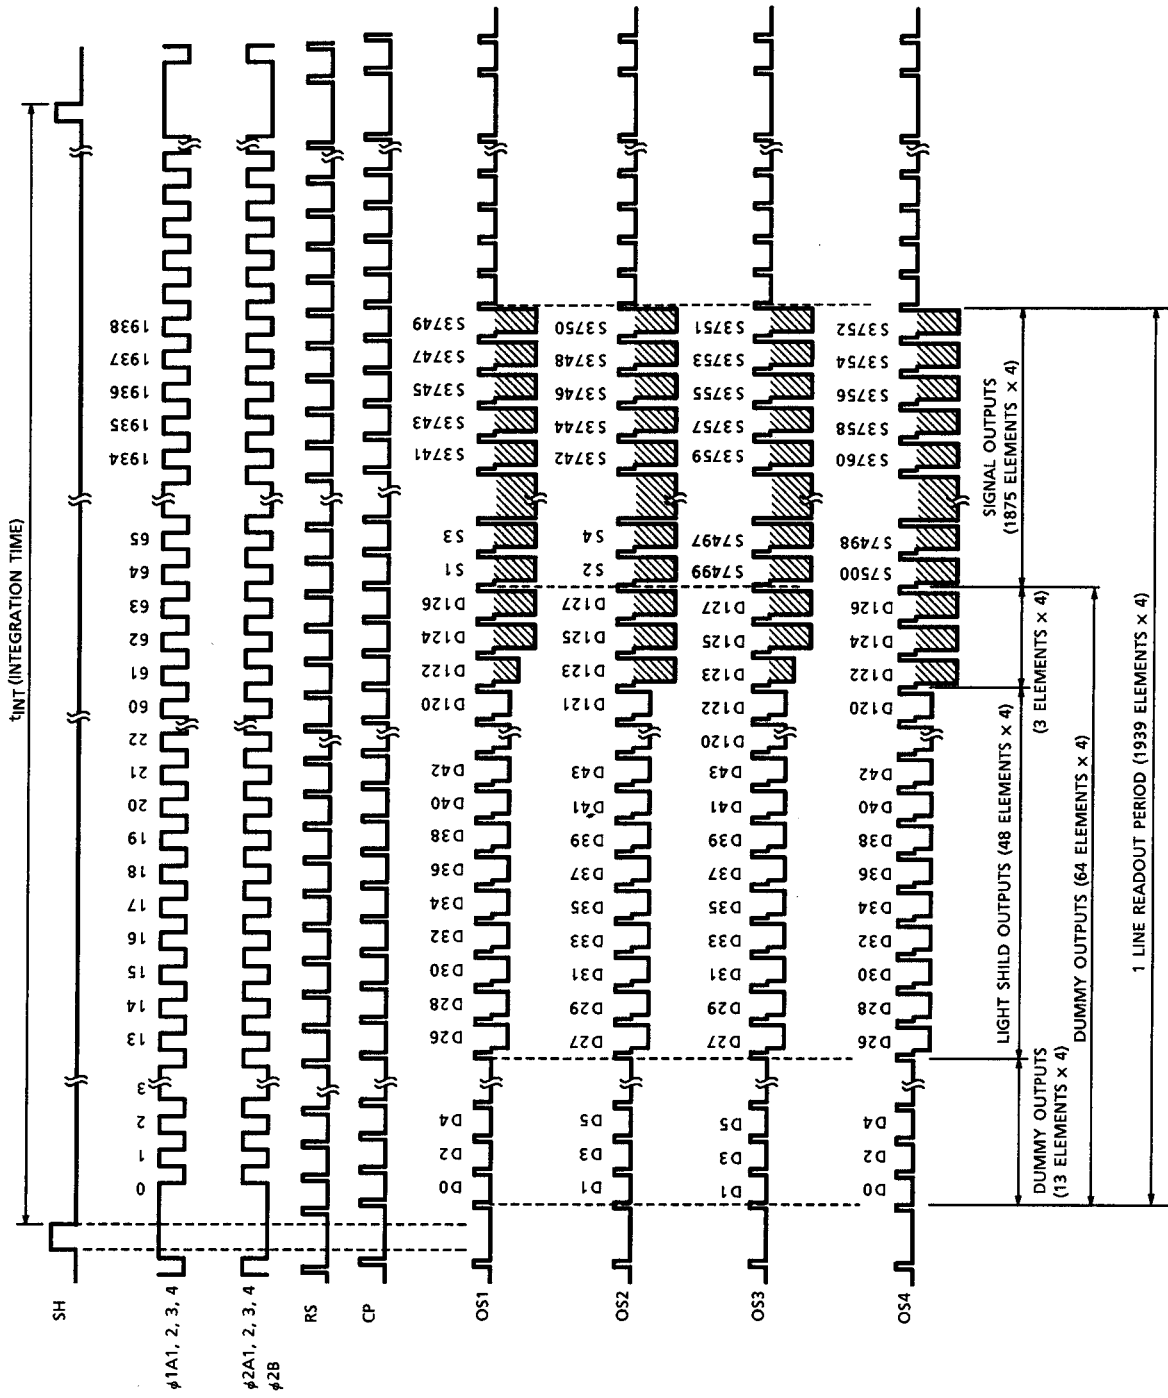 tINT (INTEGRATION TIME)
SH
φ1A1, 2, 3, 4
0 1 2 3 13 14 15 16 17 18 19 20 21 22 60 61 62 63 64 65 1934 1935 1936 1937 1938
φ2A1, 2, 3, 4
φ2B
RS
CP
OS1
D0 D2 D4 D26 D28 D30 D32 D34 D36 D38 D40 D42 D120 D122 D124 D126 S1 S3 S3741 S3743 S3745 S3747 S3749
OS2
D1 D3 D5 D27 D29 D31 D33 D35 D37 D39 D41 D43 D121 D123 D125 D127 S2 S4 S3742 S3744 S3746 S3748 S3750
OS3
D1 D3 D5 D27 D29 D31 D33 D35 D37 D39 D41 D43 D120 D122 D123 D125 D127 S7499 S7497 S3759 S3757 S3755 S3753 S3751
OS4
D0 D2 D4 D26 D28 D30 D32 D34 D36 D38 D40 D42 D120 D122 D124 D126 S7500 S7498 S3760 S3758 S3756 S3754 S3752
DUMMY OUTPUTS
(13 ELEMENTS × 4)
LIGHT SHILD OUTPUTS (48 ELEMENTS × 4)
(3 ELEMENTS × 4)
SIGNAL OUTPUTS
(1875 ELEMENTS × 4)
DUMMY OUTPUTS (64 ELEMENTS × 4)
1 LINE READOUT PERIOD (1939 ELEMENTS × 4)